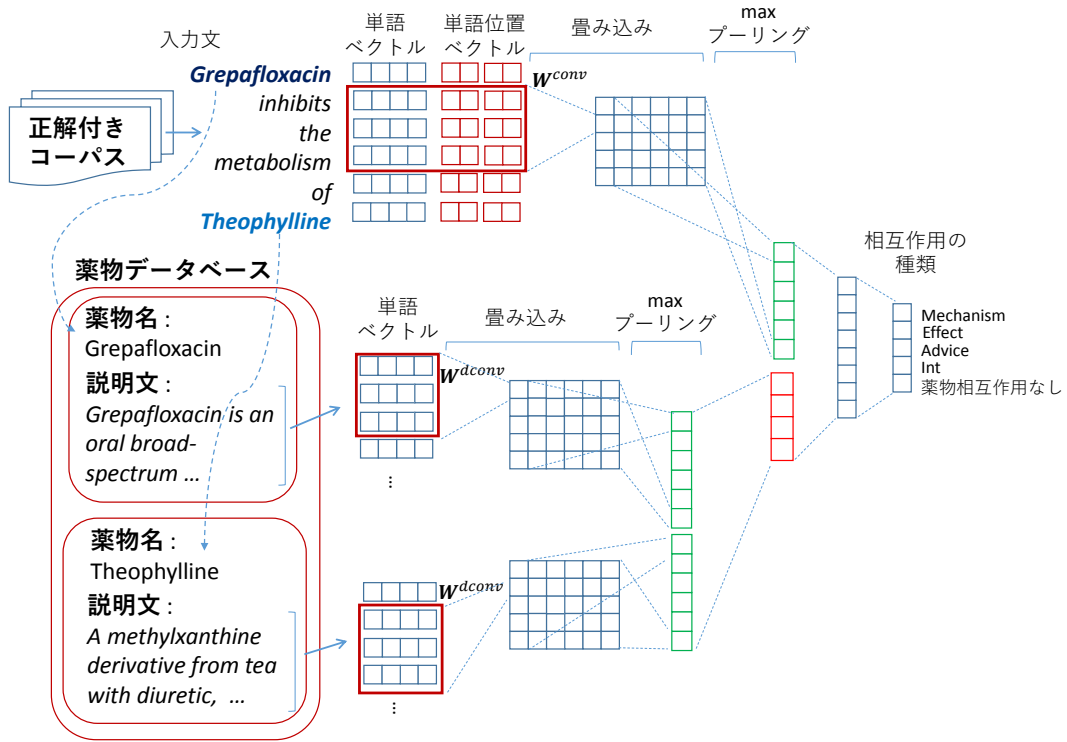 入力文
正解付き
コーパス
単語
ベクトル
単語位置
ベクトル
畳み込み
max
プーリング
Grepafloxacin
inhibits
the
metabolism
of
Theophylline
W^conv
薬物データベース
薬物名 :
Grepafloxacin
説明文 :
Grepafloxacin is an
oral broad-
spectrum ...
薬物名 :
Theophylline
説明文 :
A methylxanthine
derivative from tea
with diuretic, ...
単語
ベクトル
畳み込み
max
プーリング
W^dconv
...
W^dconv
...
相互作用の
種類
Mechanism
Effect
Advice
Int
薬物相互作用なし